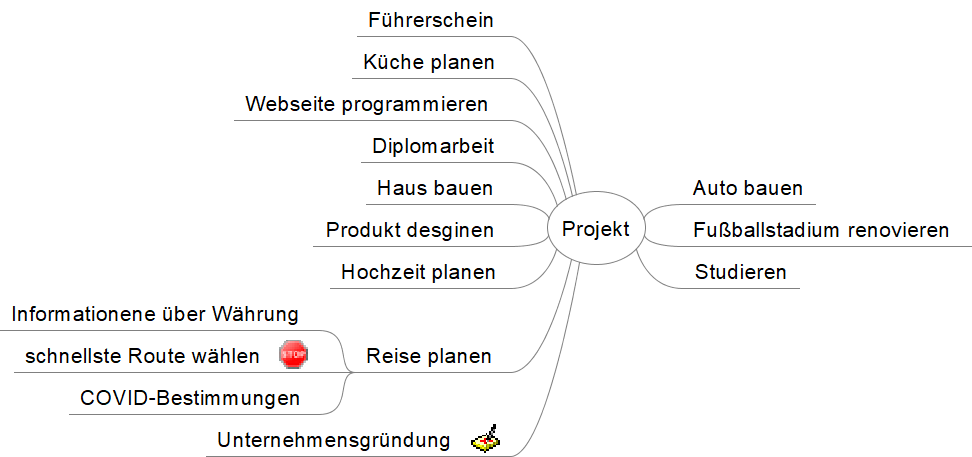 Führerschein
Küche planen
Webseite programmieren
Diplomarbeit
Haus bauen
Produkt desginen
Hochzeit planen
Reise planen
Informationene über Währung
schnellste Route wählen STOP
COVID-Bestimmungen
Unternehmensgründung
Projekt
Auto bauen
Fußballstadium renovieren
Studieren